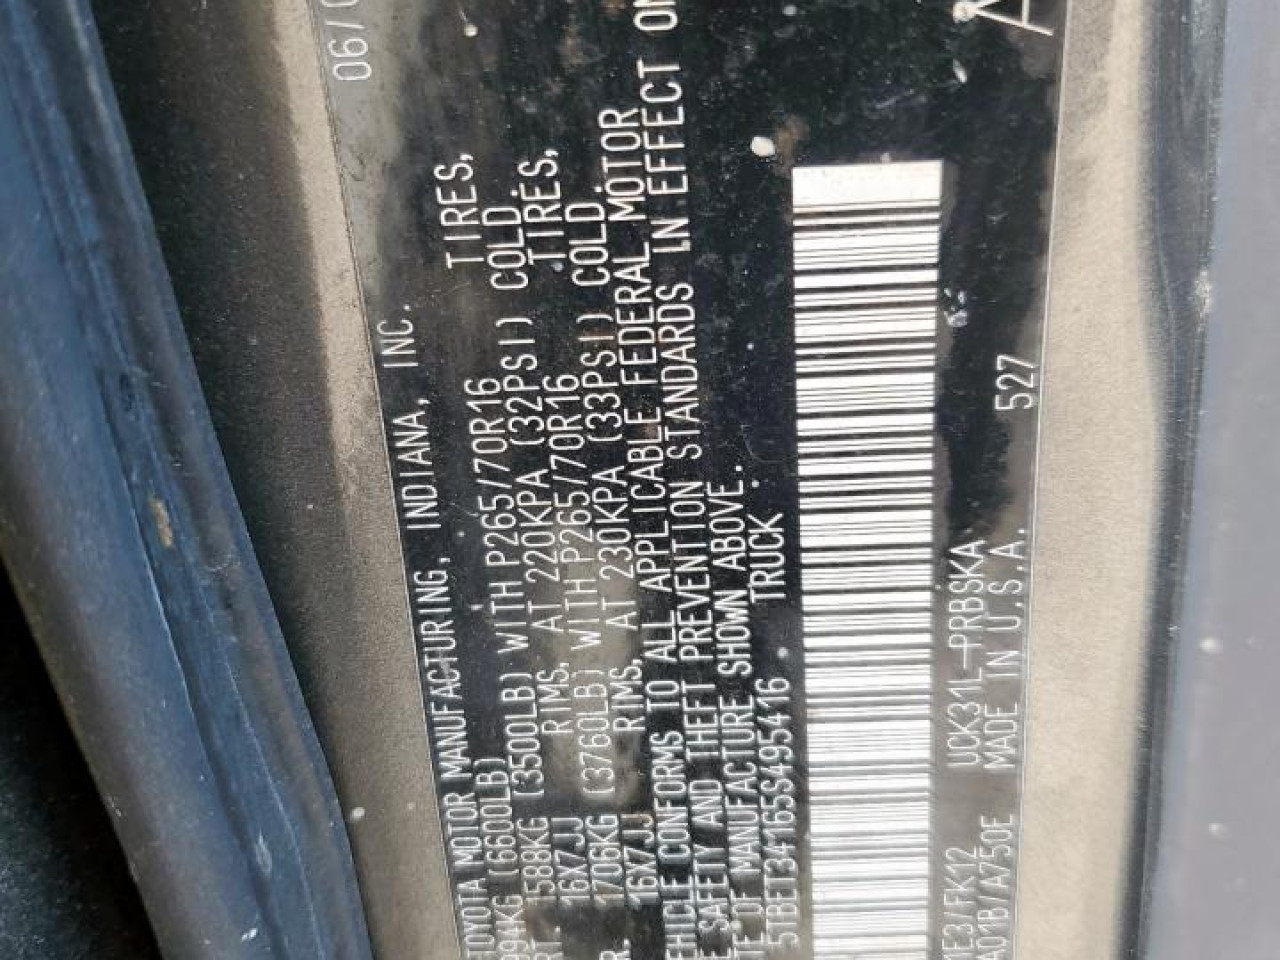 06/0
TOYOTA MOTOR MANUFACTURING, INDIANA, INC.
994KG (6600LB)
RT. 1588KG (3500LB) WITH P265/70R16 TIRES,
16X7JJ RIMS, AT 220KPA (32PSI) COLD.
R. 1706KG (3760LB) WITH P265/70R16 TIRES,
16X7JJ RIMS, AT 230KPA (33PSI) COLD.
EHICLE CONFORMS TO ALL APPLICABLE FEDERAL MOTOR
E SAFETY AND THEFT PREVENTION STANDARDS IN EFFECT ON
TE OF MANUFACTURE SHOWN ABOVE.
5TBET34165S495416 TRUCK
1E3/FK12 UCK31L-PRBSKA 527
A01B/A750E MADE IN U.S.A.